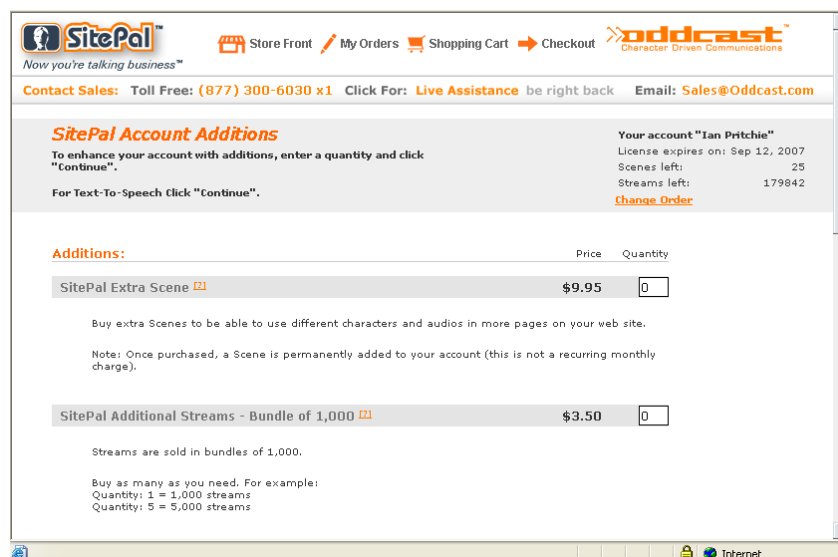 SitePal™
Now you're talking business™
Store Front My Orders Shopping Cart Checkout
oddcast™
Character Driven Communications
Contact Sales: Toll Free: (877) 300-6030 x1 Click For: Live Assistance be right back Email: Sales@Oddcast.com
SitePal Account Additions
To enhance your account with additions, enter a quantity and click
"Continue".
For Text-To-Speech Click "Continue".
Your account "Ian Pritchie"
License expires on: Sep 12, 2007
Scenes left: 25
Streams left: 179842
Change Order
Additions: Price Quantity
SitePal Extra Scene [?] $9.95 0
Buy extra Scenes to be able to use different characters and audios in more pages on your web site.
Note: Once purchased, a Scene is permanently added to your account (this is not a recurring monthly
charge).
SitePal Additional Streams - Bundle of 1,000 [?] $3.50 0
Streams are sold in bundles of 1,000.
Buy as many as you need. For example:
Quantity: 1 = 1,000 streams
Quantity: 5 = 5,000 streams
Internet